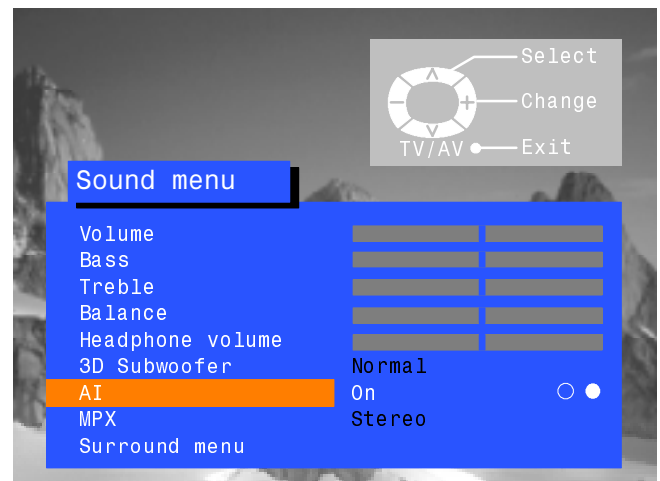 Select
Change
TV/AV Exit
Sound menu
Volume
Bass
Treble
Balance
Headphone volume
3D Subwoofer Normal
AI On
MPX Stereo
Surround menu